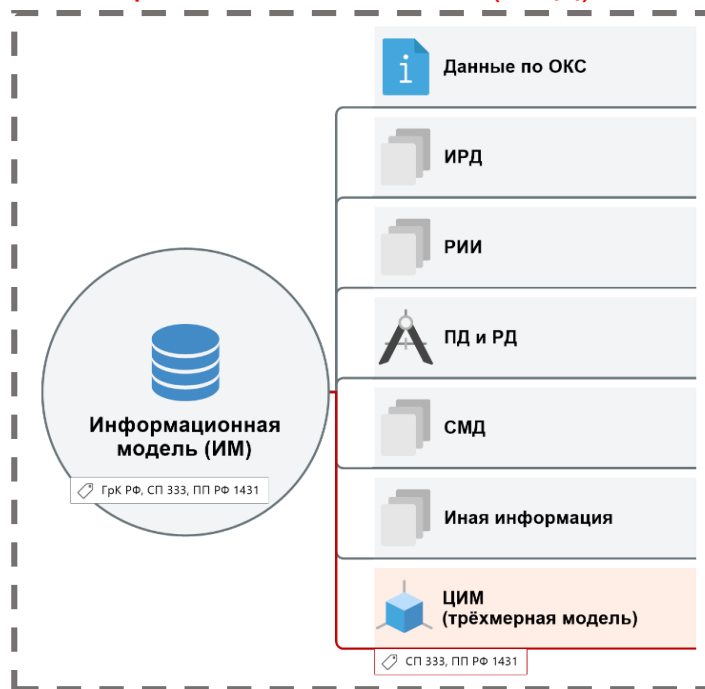 Данные по ОКС
ИРД
РИИ
ПД и РД
СМД
Иная информация
ЦИМ
(трёхмерная модель)
СП 333, ПП РФ 1431
Информационная
модель (ИМ)
ГрК РФ, СП 333, ПП РФ 1431